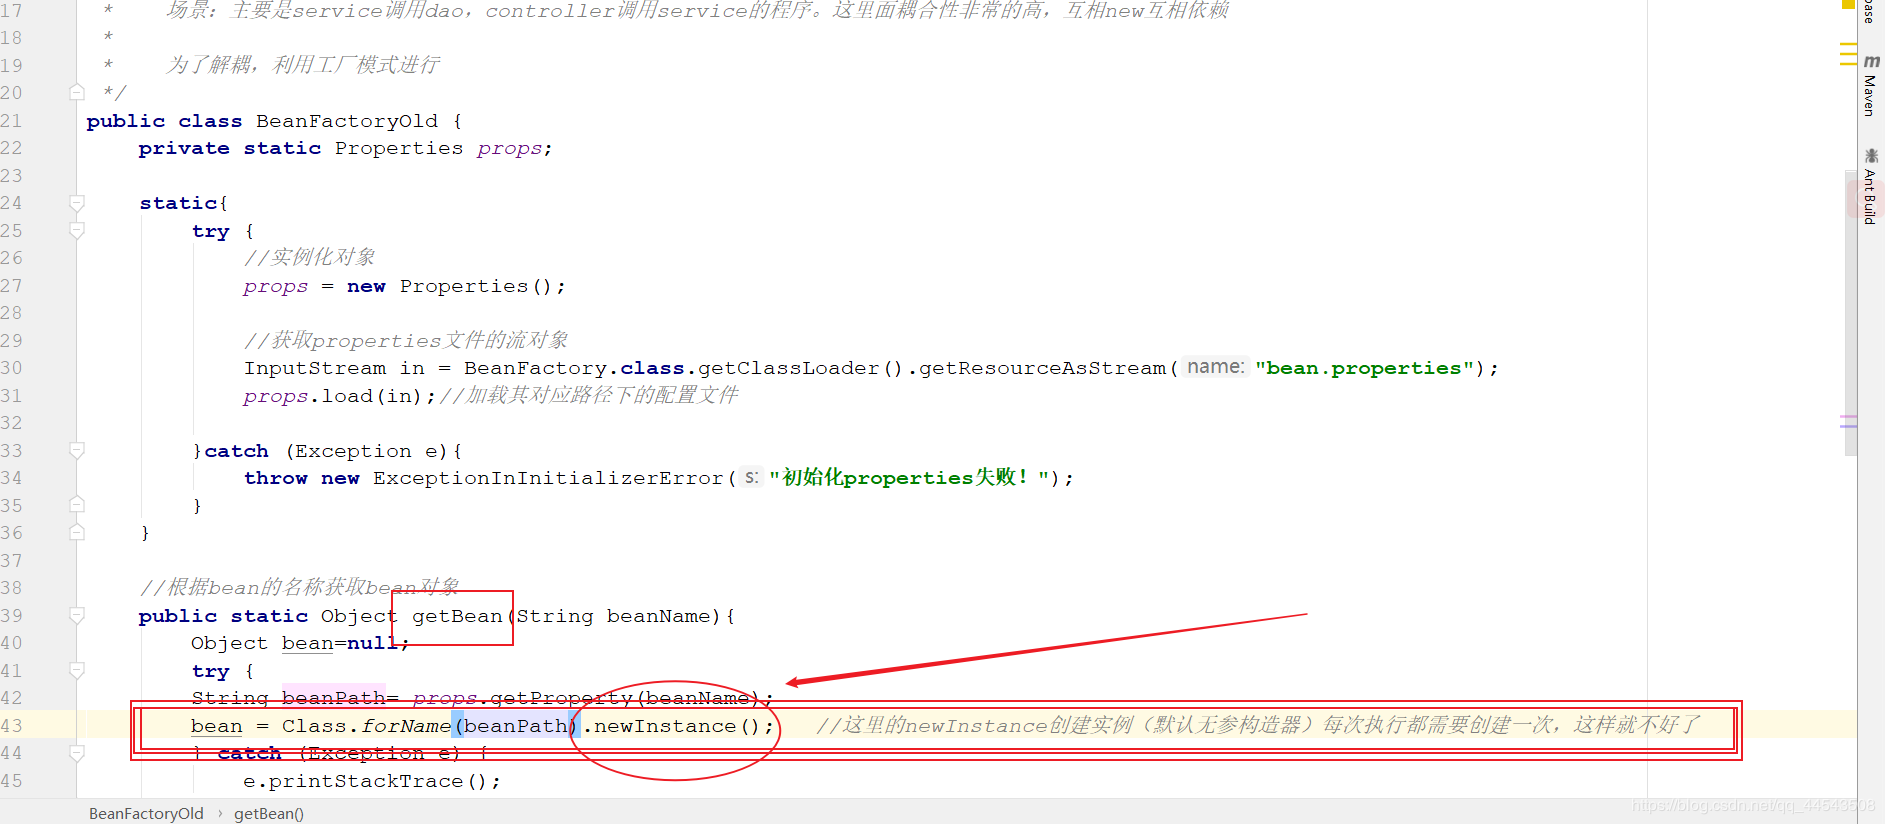 17 * 场景：主要是service调用dao，controller调用service的程序。这里面耦合性非常的高，互相new互相依赖
18 *
19 * 为了解耦，利用工厂模式进行
20 */
21 public class BeanFactoryOld {
22 private static Properties props;
23
24 static{
25 try {
26 //实例化对象
27 props = new Properties();
28
29 //获取properties文件的流对象
30 InputStream in = BeanFactory.class.getClassLoader().getResourceAsStream( name: "bean.properties");
31 props.load(in);//加载其对应路径下的配置文件
32
33 }catch (Exception e){
34 throw new ExceptionInInitializerError( s: "初始化properties失败！");
35 }
36 }
37
38 //根据bean的名称获取bean对象
39 public static Object getBean(String beanName){
40 Object bean=null;
41 try {
42 String beanPath= props.getProperty(beanName);
43 bean = Class.forName(beanPath).newInstance(); //这里的newInstance创建实例（默认无参构造器）每次执行都需要创建一次，这样就不好了
44 } catch (Exception e) {
45 e.printStackTrace();
BeanFactoryOld › getBean()
base
m Maven
Ant Build
https://blog.csdn.net/qq_44543508